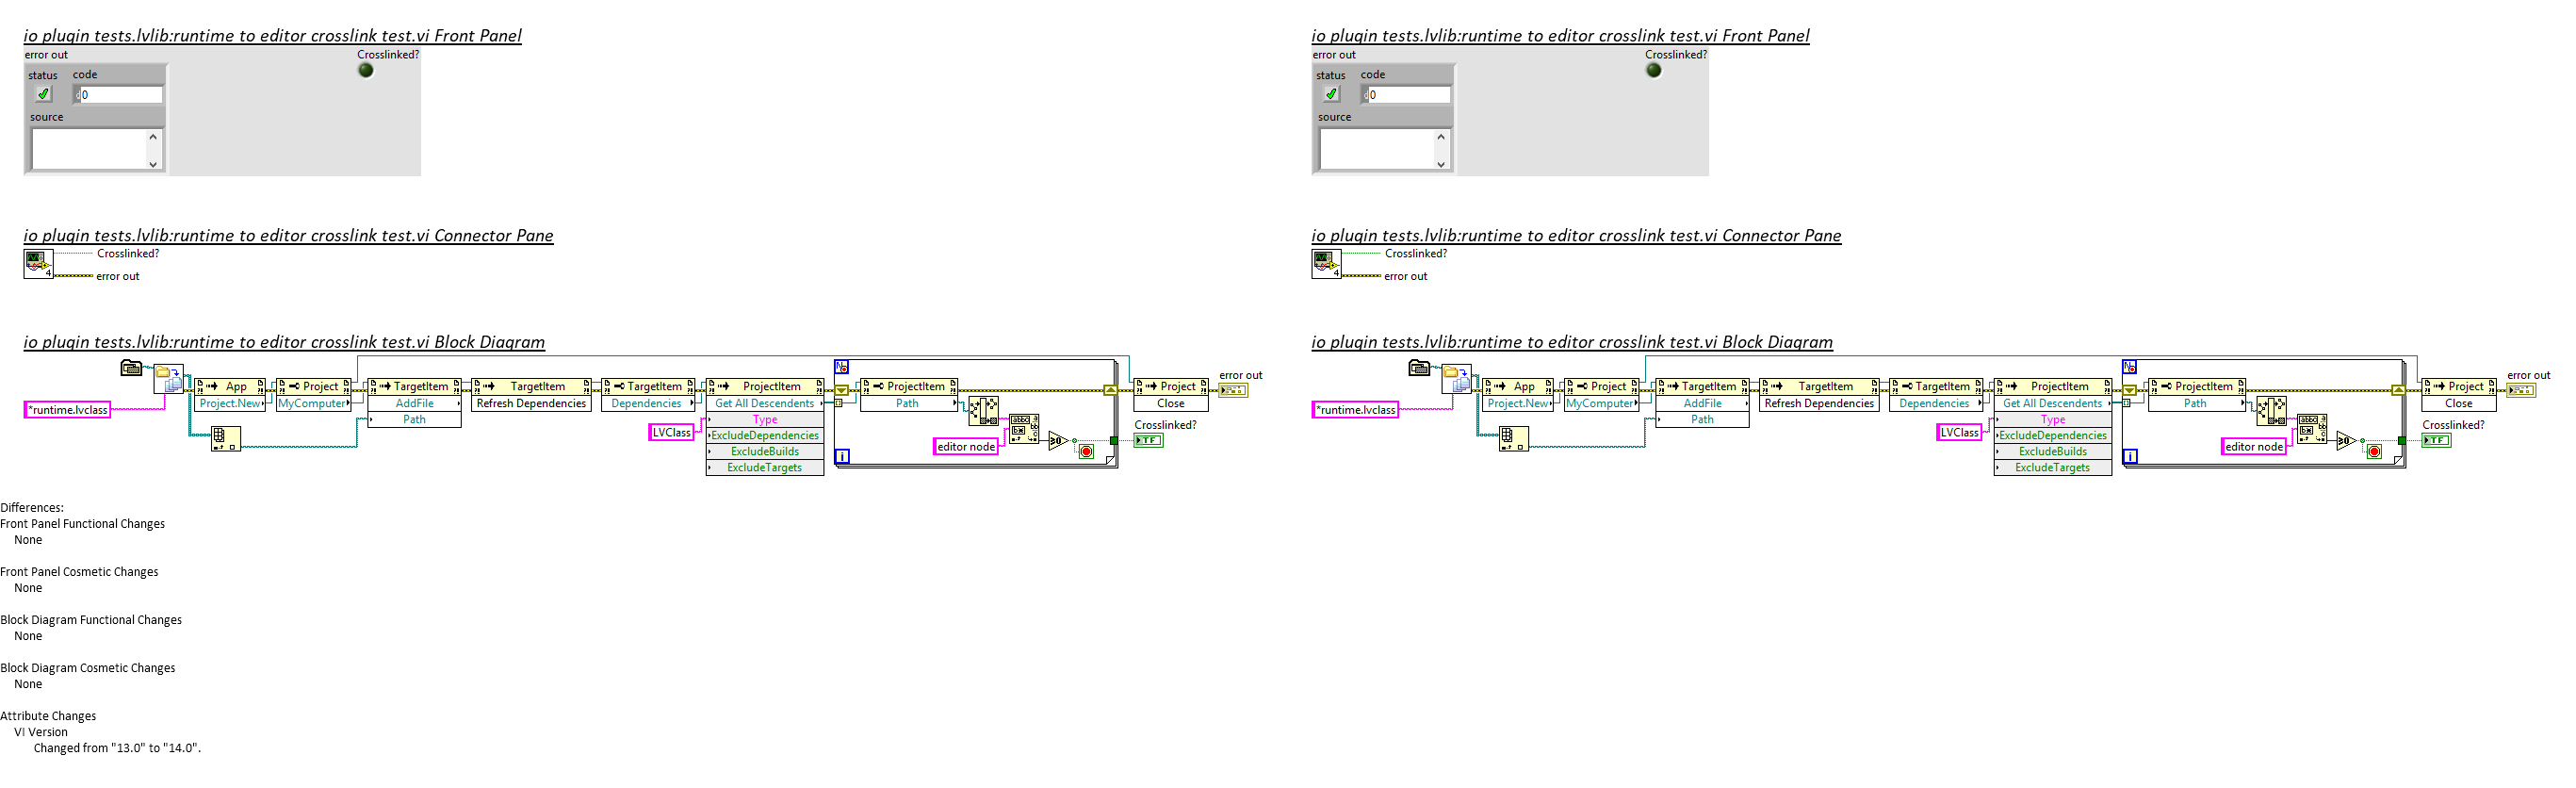 io plugin tests.lvlib:runtime to editor crosslink test.vi Front Panel
error out
Crosslinked?
status code
0
source
io plugin tests.lvlib:runtime to editor crosslink test.vi Connector Pane
Crosslinked?
4
error out
io plugin tests.lvlib:runtime to editor crosslink test.vi Block Diagram
*runtime.lvclass
App
Project.New
Project
MyComputer
TargetItem
AddFile
Path
TargetItem
Refresh Dependencies
TargetItem
Dependencies
LVClass
ProjectItem
Get All Descendents
Type
ExcludeDependencies
ExcludeBuilds
ExcludeTargets
N
i
ProjectItem
Path
editor node
≥0
Project
Close
error out
Crosslinked?
TF
io plugin tests.lvlib:runtime to editor crosslink test.vi Front Panel
error out
Crosslinked?
status code
0
source
io plugin tests.lvlib:runtime to editor crosslink test.vi Connector Pane
Crosslinked?
4
error out
io plugin tests.lvlib:runtime to editor crosslink test.vi Block Diagram
*runtime.lvclass
App
Project.New
Project
MyComputer
TargetItem
AddFile
Path
TargetItem
Refresh Dependencies
TargetItem
Dependencies
LVClass
ProjectItem
Get All Descendents
Type
ExcludeDependencies
ExcludeBuilds
ExcludeTargets
N
i
ProjectItem
Path
editor node
≥0
Project
Close
error out
Crosslinked?
TF
Differences:
Front Panel Functional Changes
None
Front Panel Cosmetic Changes
None
Block Diagram Functional Changes
None
Block Diagram Cosmetic Changes
None
Attribute Changes
VI Version
Changed from "13.0" to "14.0".